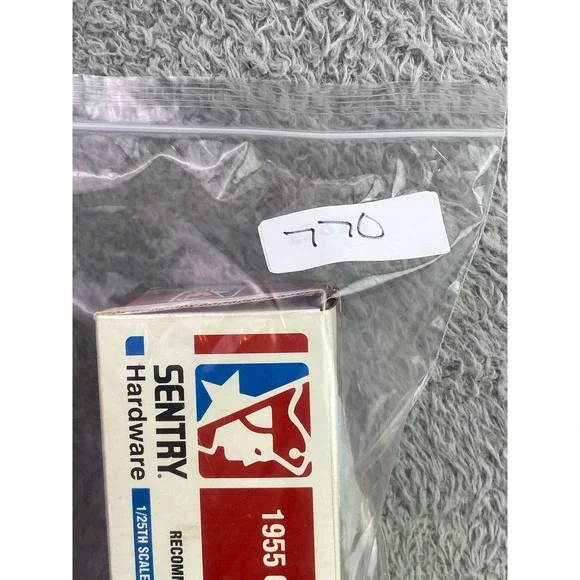 770
SENTRY®
Hardware
1/25TH SCALE
1955